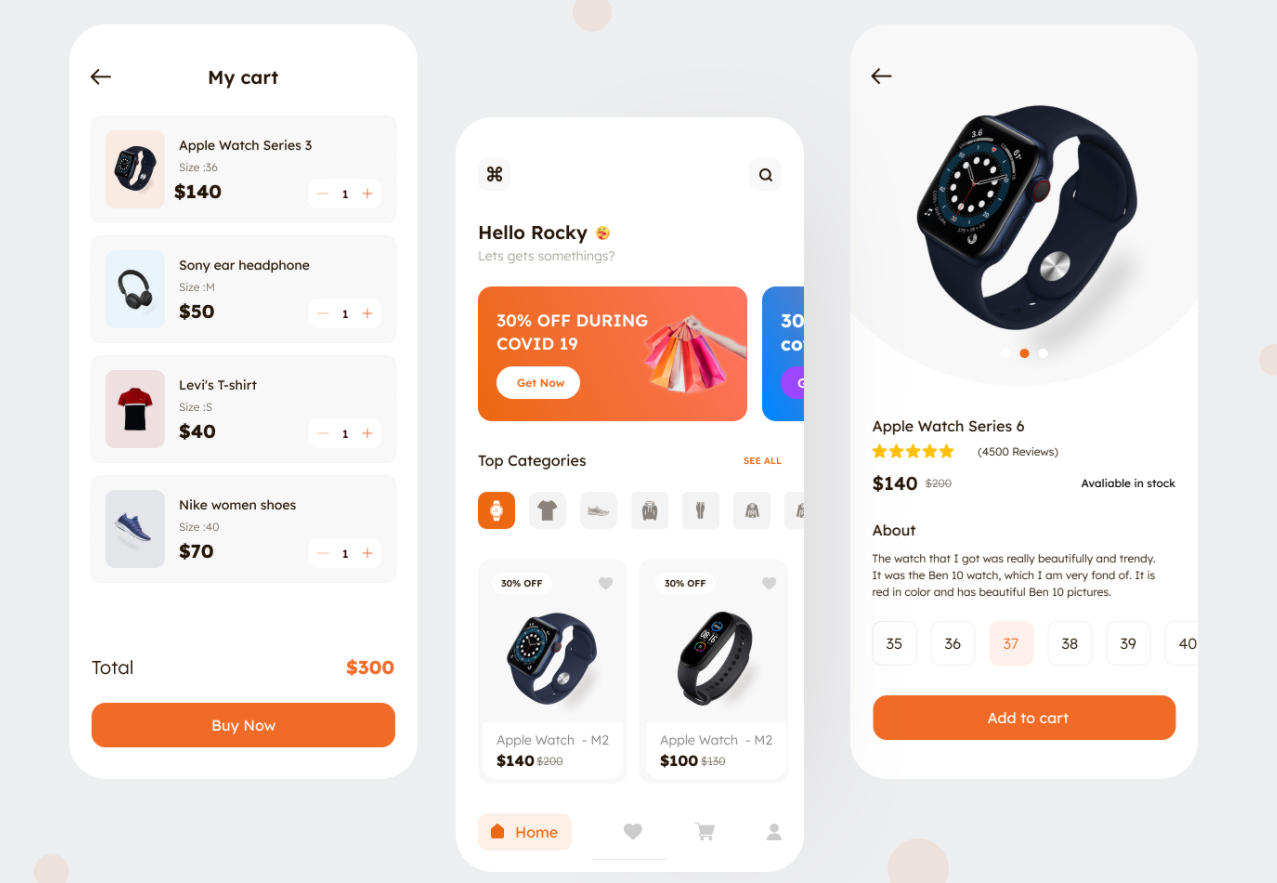 My cart
Apple Watch Series 3
Size :36
$140
1
Sony ear headphone
Size :M
$50
1
Levi's T-shirt
Size :S
$40
1
Nike women shoes
Size :40
$70
1
Total $300
Buy Now
Hello Rocky
Lets gets somethings?
30% OFF DURING
COVID 19
Get Now
30
co
G
Top Categories SEE ALL
30% OFF
30% OFF
08:16
Apple Watch - M2
$140 $200
Apple Watch - M2
$100 $130
Home
3.6
61°
Apple Watch Series 6
(4500 Reviews)
$140 $200 Avaliable in stock
About
The watch that I got was really beautifully and trendy.
It was the Ben 10 watch, which I am very fond of. It is
red in color and has beautiful Ben 10 pictures.
35 36 37 38 39 40
Add to cart